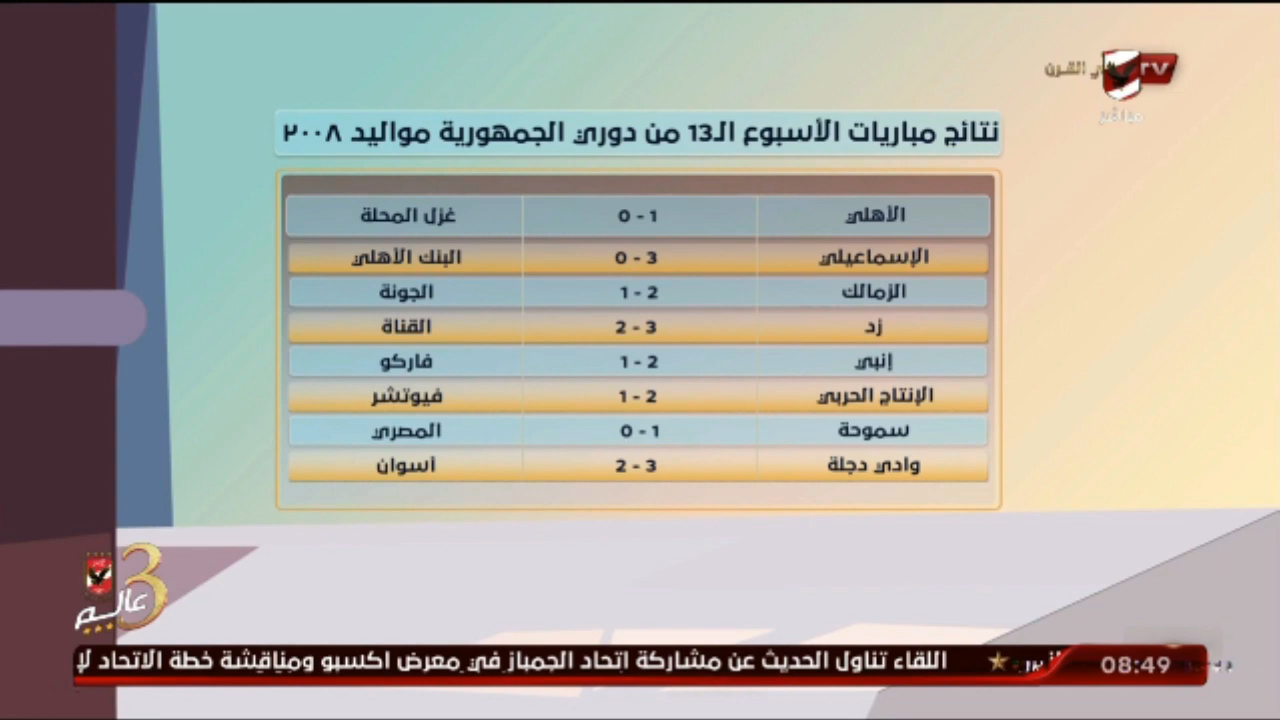 TV
ي القرن
مباشر
نتائج مباريات الأسبوع الـ13 من دوري الجمهورية مواليد ٢٠٠٨
الأهلي 1 - 0 غزل المحلة
الإسماعيلي 3 - 0 البنك الأهلي
الزمالك 2 - 1 الجونة
زد 3 - 2 القناة
إنبي 2 - 1 فاركو
الإنتاج الحربي 2 - 1 فيوتشر
سموحة 1 - 0 المصري
وادي دجلة 3 - 2 أسوان
3 عالم
اللقاء تناول الحديث عن مشاركة اتحاد الجمباز في معرض اكسبو ومناقشة خطة الاتحاد لإ
08:49